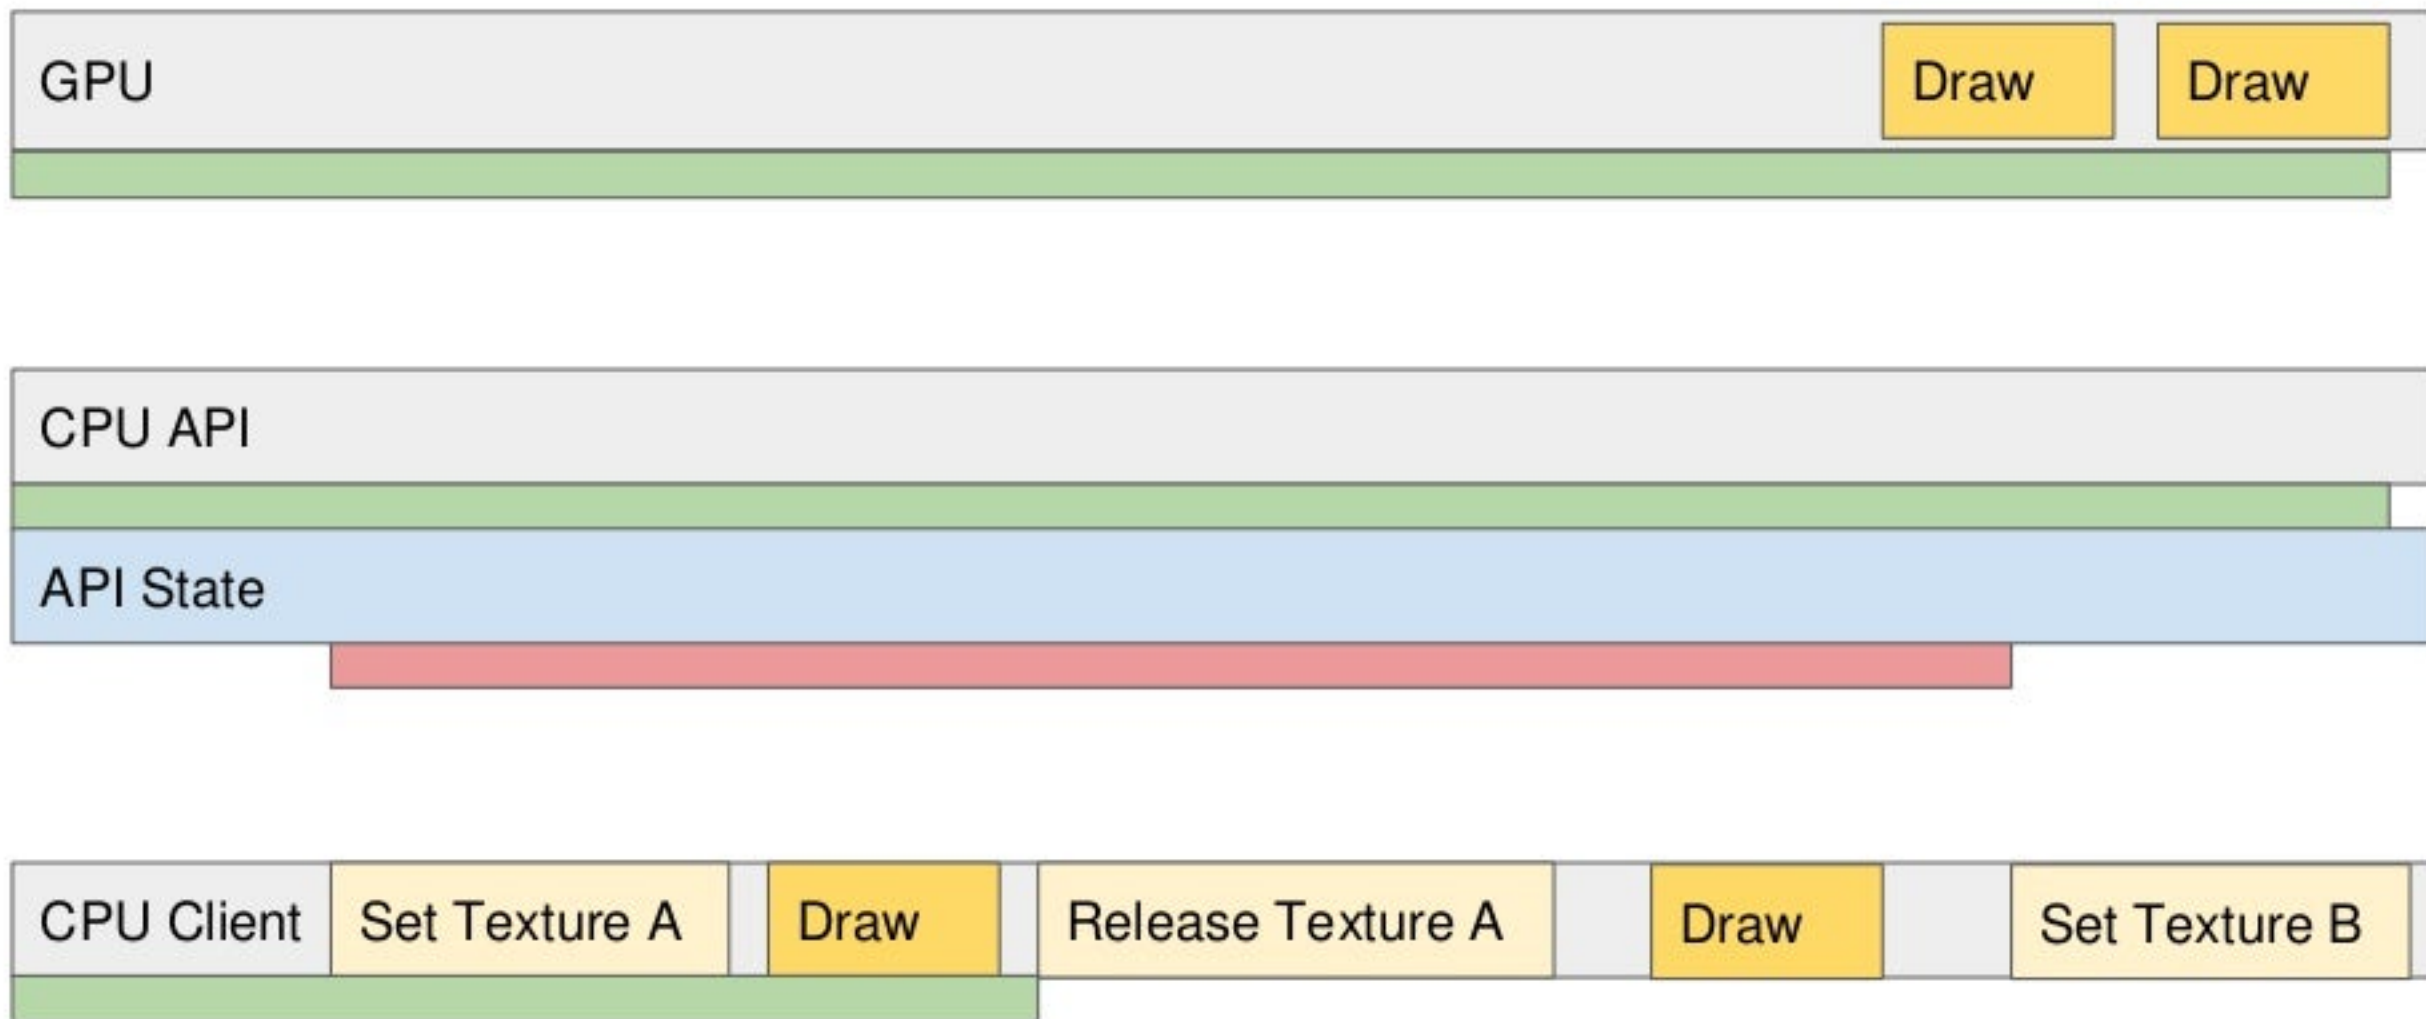 GPU
Draw
Draw
CPU API
API State
CPU Client
Set Texture A
Draw
Release Texture A
Draw
Set Texture B